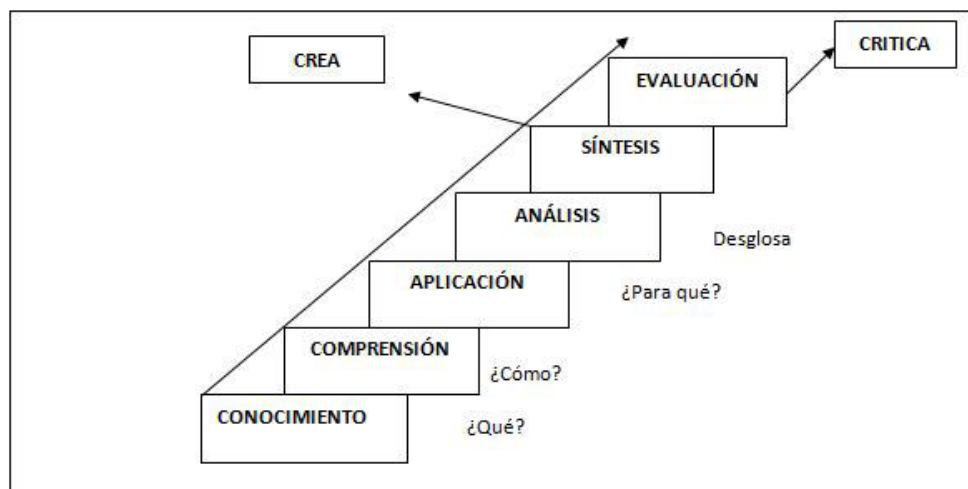 CREA
CRITICA
EVALUACIÓN
SÍNTESIS
ANÁLISIS
Desglosa
APLICACIÓN
¿Para qué?
COMPRENSIÓN
¿Cómo?
CONOCIMIENTO
¿Qué?